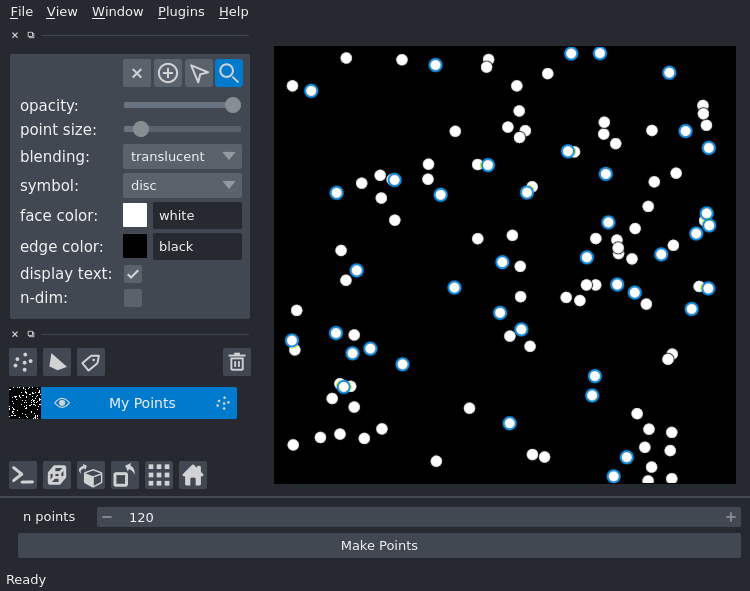 File View Window Plugins Help
opacity:
point size:
blending: translucent
symbol: disc
face color: white
edge color: black
display text:
n-dim:
My Points
n points 120
Make Points
Ready